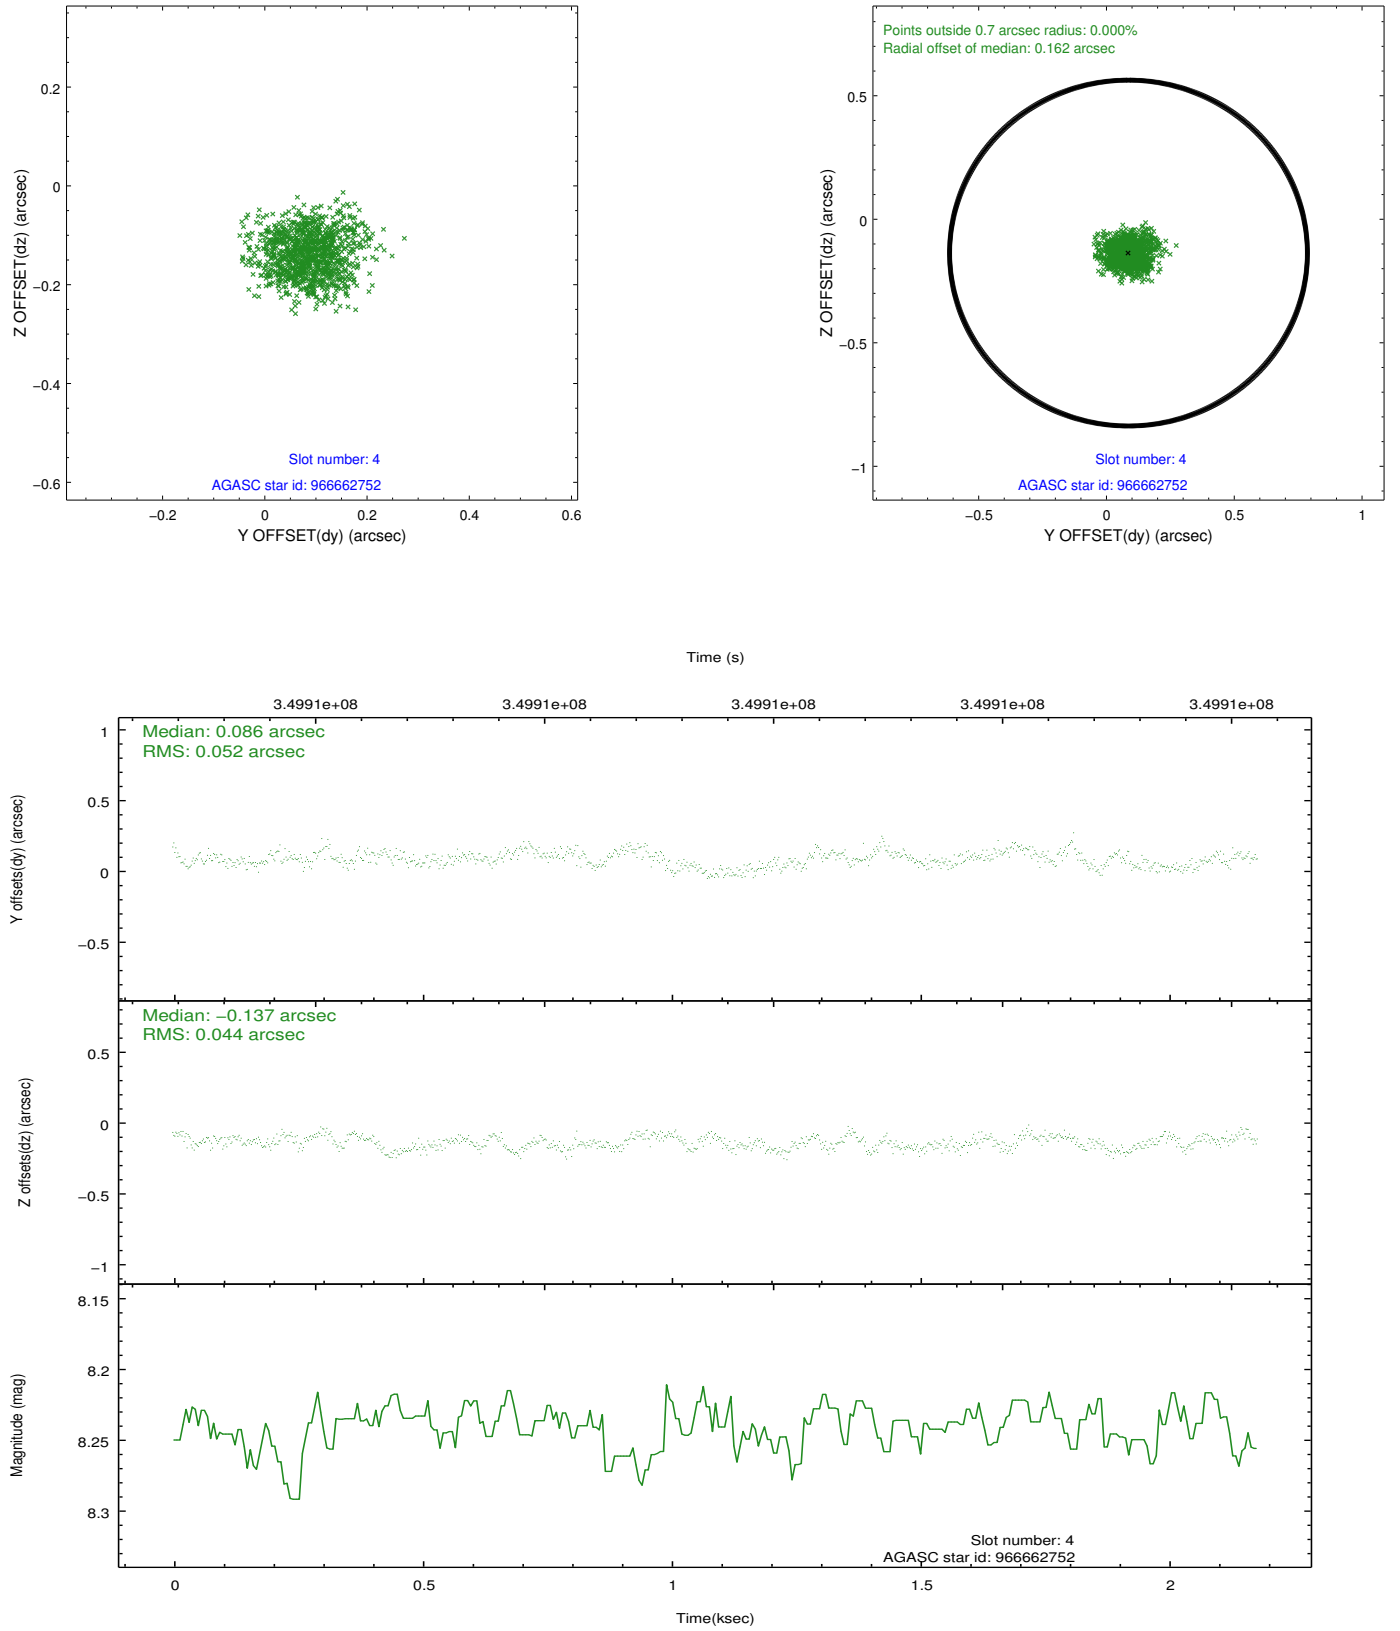 0.2
0
−0.2
−0.4
−0.6
Z OFFSET(dz) (arcsec)
Slot number: 4
AGASC star id: 966662752
−0.2 0 0.2 0.4 0.6
Y OFFSET(dy) (arcsec)
Points outside 0.7 arcsec radius: 0.000%
Radial offset of median: 0.162 arcsec
0.5
0
−0.5
−1
Z OFFSET(dz) (arcsec)
Slot number: 4
AGASC star id: 966662752
−0.5 0 0.5 1
Y OFFSET(dy) (arcsec)
Time (s)
3.4991e+08 3.4991e+08 3.4991e+08 3.4991e+08 3.4991e+08
Median: 0.086 arcsec
RMS: 0.052 arcsec
1
0.5
0
−0.5
Y offsets(dy) (arcsec)
Median: −0.137 arcsec
RMS: 0.044 arcsec
0.5
0
−0.5
−1
Z offsets(dz) (arcsec)
8.15
8.2
8.25
8.3
Magnitude (mag)
Slot number: 4
AGASC star id: 966662752
0 0.5 1 1.5 2
Time(ksec)